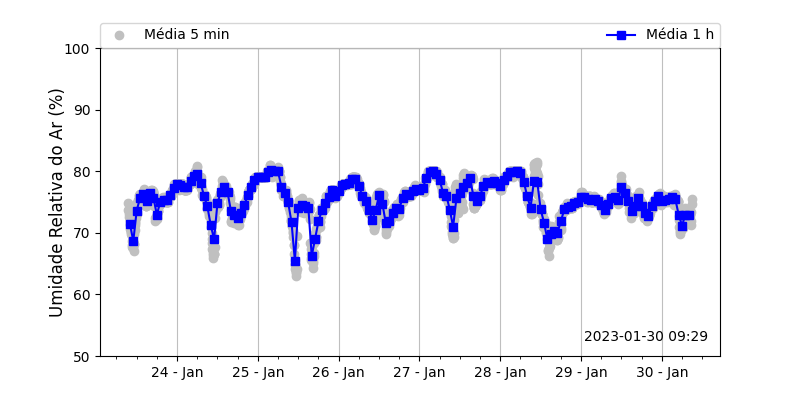 Média 5 min
Média 1 h
Umidade Relativa do Ar (%)
100
90
80
70
60
50
2023-01-30 09:29
24 - Jan
25 - Jan
26 - Jan
27 - Jan
28 - Jan
29 - Jan
30 - Jan